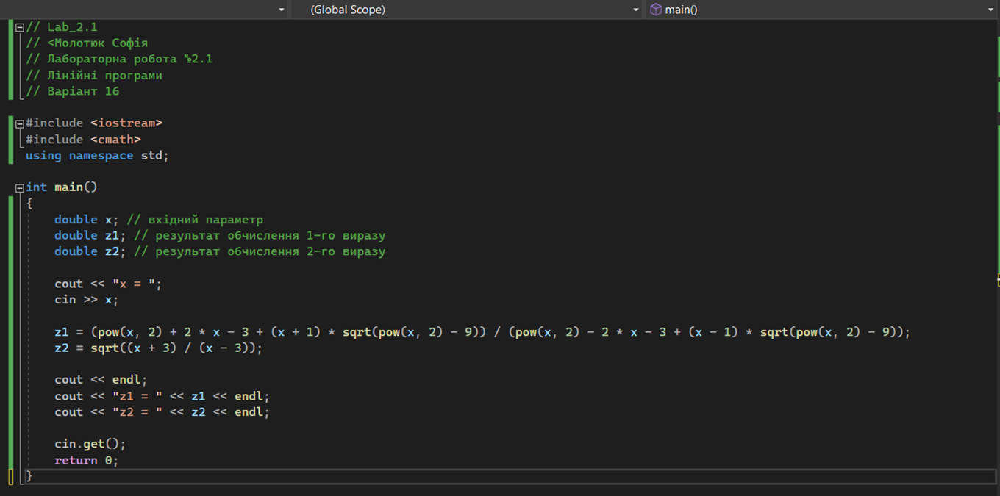 (Global Scope) main()
// Lab_2.1
// <Молотюк Софія
// Лабораторна робота %2.1
// Лінійні програми
// Варіант 16
#include <iostream>
#include <cmath>
using namespace std;
int main()
{
double x; // вхідний параметр
double z1; // результат обчислення 1-го виразу
double z2; // результат обчислення 2-го виразу
cout << "x = ";
cin >> x;
z1 = (pow(x, 2) + 2 * x - 3 + (x + 1) * sqrt(pow(x, 2) - 9)) / (pow(x, 2) - 2 * x - 3 + (x - 1) * sqrt(pow(x, 2) - 9));
z2 = sqrt((x + 3) / (x - 3));
cout << endl;
cout << "z1 = " << z1 << endl;
cout << "z2 = " << z2 << endl;
cin.get();
return 0;
}